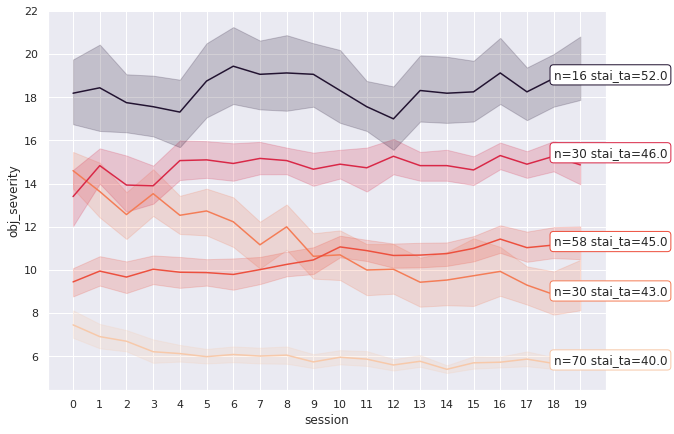 22
20
18
16
14
12
10
8
6
obj_severity
n=16 stai_ta=52.0
n=30 stai_ta=46.0
n=58 stai_ta=45.0
n=30 stai_ta=43.0
n=70 stai_ta=40.0
0 1 2 3 4 5 6 7 8 9 10 11 12 13 14 15 16 17 18 19
session